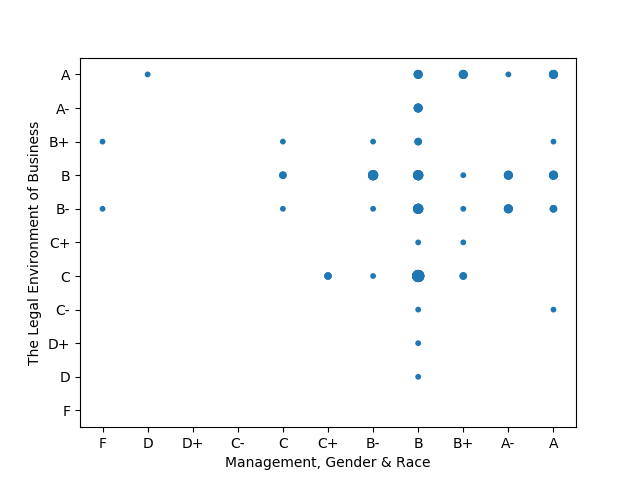 The Legal Environment of Business
A
A-
B+
B
B-
C+
C
C-
D+
D
F
F D D+ C- C C+ B- B B+ A- A
Management, Gender & Race